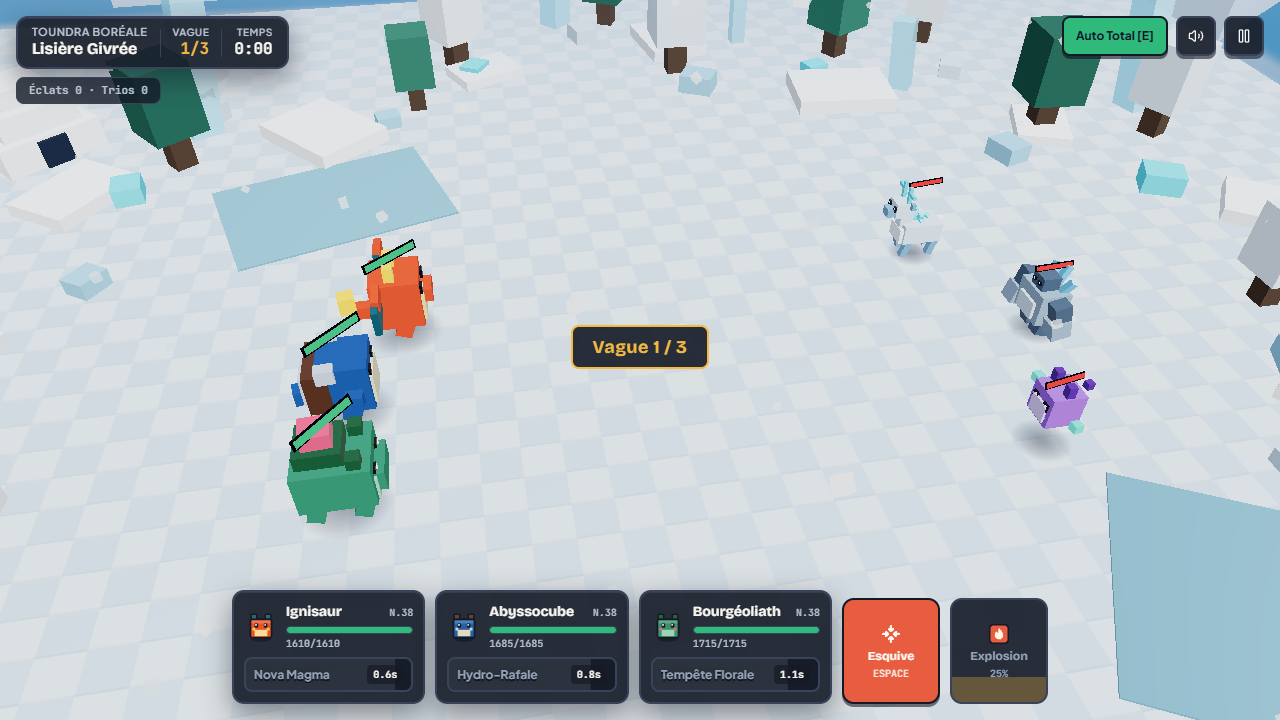 TOUNDRA BORÉALE
Lisière Givrée
VAGUE
1/3
TEMPS
0:00
Éclats 0 · Trios 0
Auto Total [E]
Vague 1 / 3
Ignisaur
N.38
1610/1610
Nova Magma
0.6s
Abyssocube
N.38
1685/1685
Hydro-Rafale
0.8s
Bourgéoliath
N.38
1715/1715
Tempête Florale
1.1s
Esquive
ESPACE
Explosion
25%